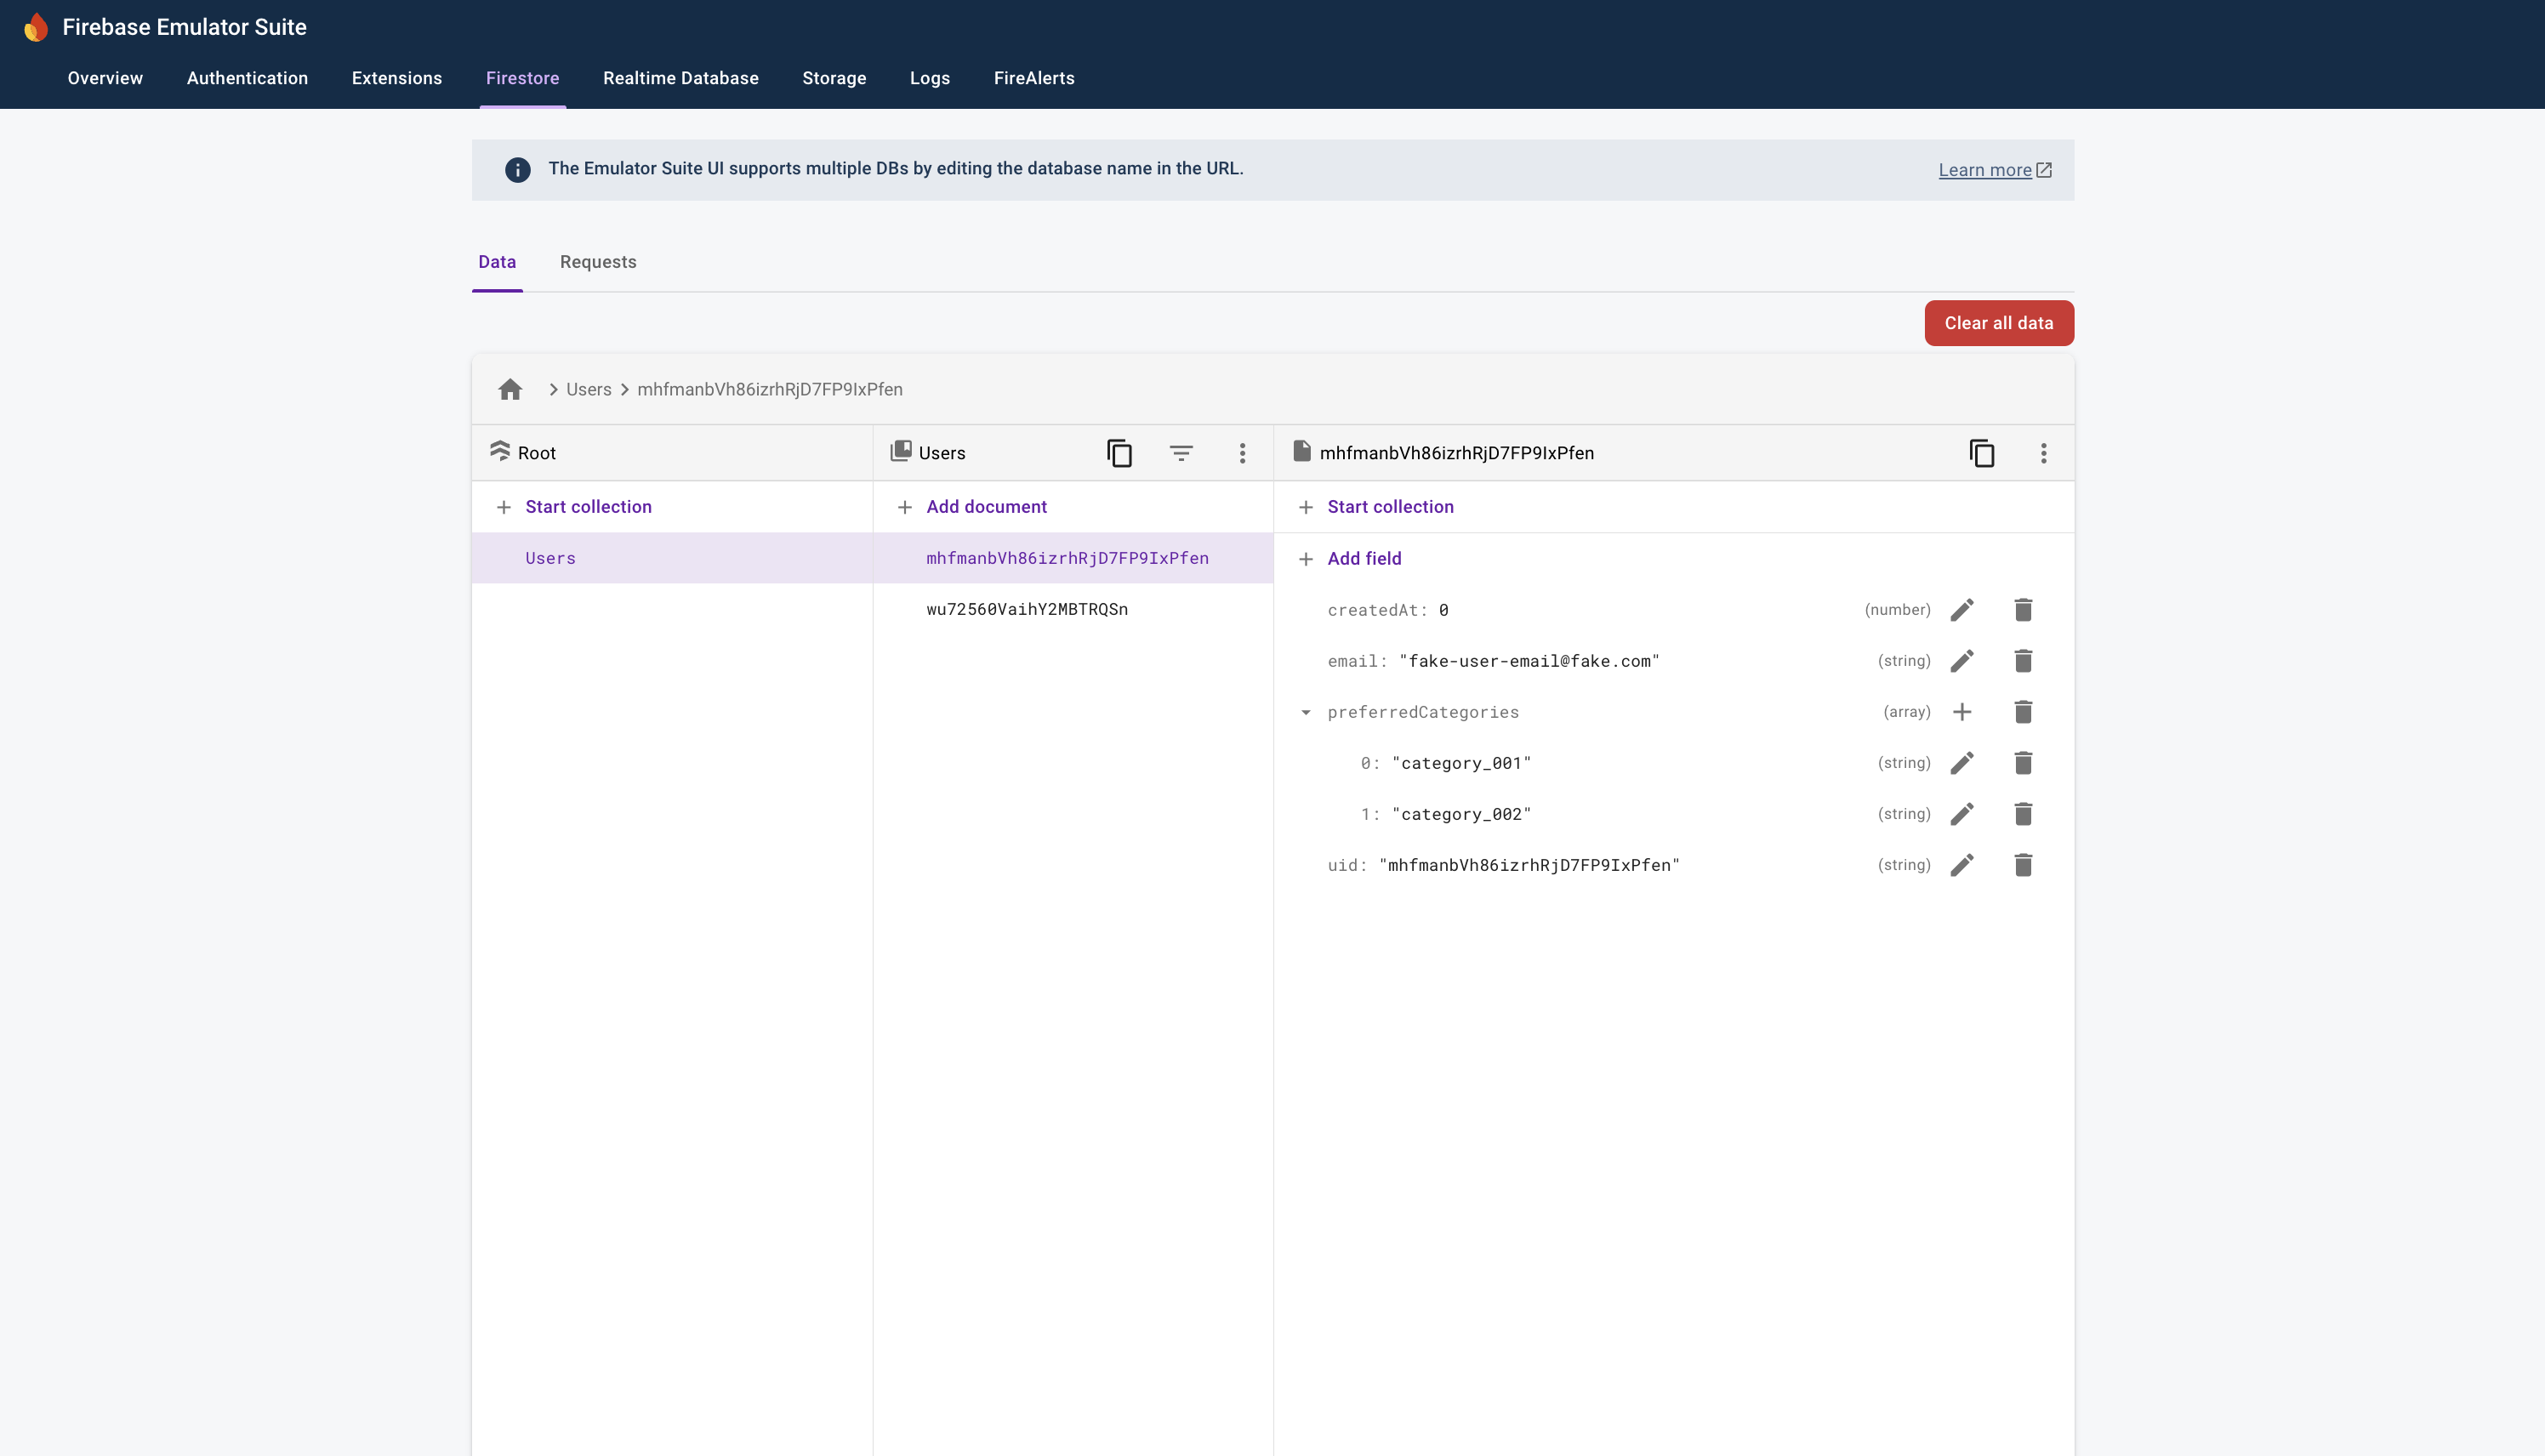 Firebase Emulator Suite
Overview Authentication Extensions Firestore Realtime Database Storage Logs FireAlerts
The Emulator Suite UI supports multiple DBs by editing the database name in the URL. Learn more
Data Requests
Clear all data
Users mhfmanbVh86izrhRjD7FP9IxPfen
Root Users mhfmanbVh86izrhRjD7FP9IxPfen
Start collection Add document Start collection
Users mhfmanbVh86izrhRjD7FP9IxPfen Add field
wu72560VaihY2MBTRQSn createdAt: 0 (number)
email: "fake-user-email@fake.com" (string)
preferredCategories (array)
0: "category_001" (string)
1: "category_002" (string)
uid: "mhfmanbVh86izrhRjD7FP9IxPfen" (string)